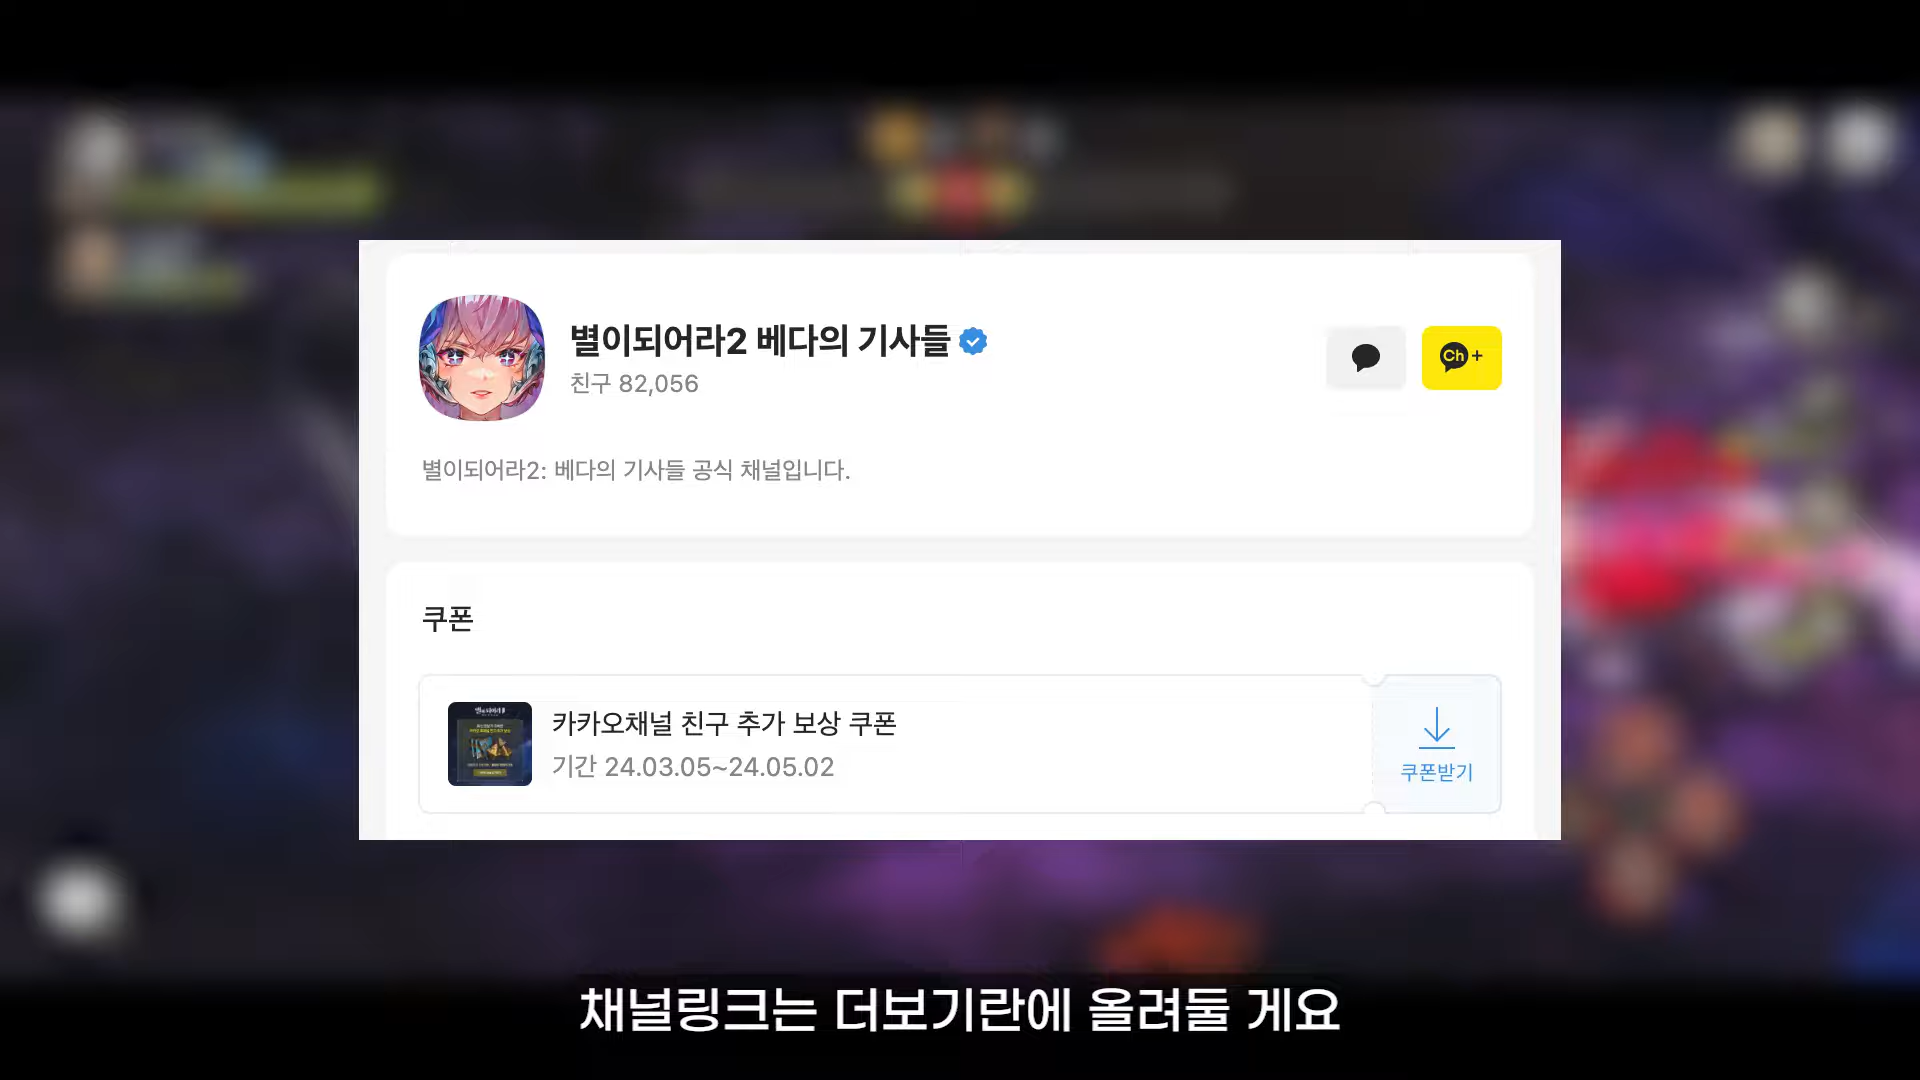 별이되어라2 베다의 기사들
친구 82,056
Ch+
별이되어라2: 베다의 기사들 공식 채널입니다.
쿠폰
카카오채널 친구 추가 보상 쿠폰
기간 24.03.05~24.05.02
쿠폰받기
채널링크는 더보기란에 올려둘 게요